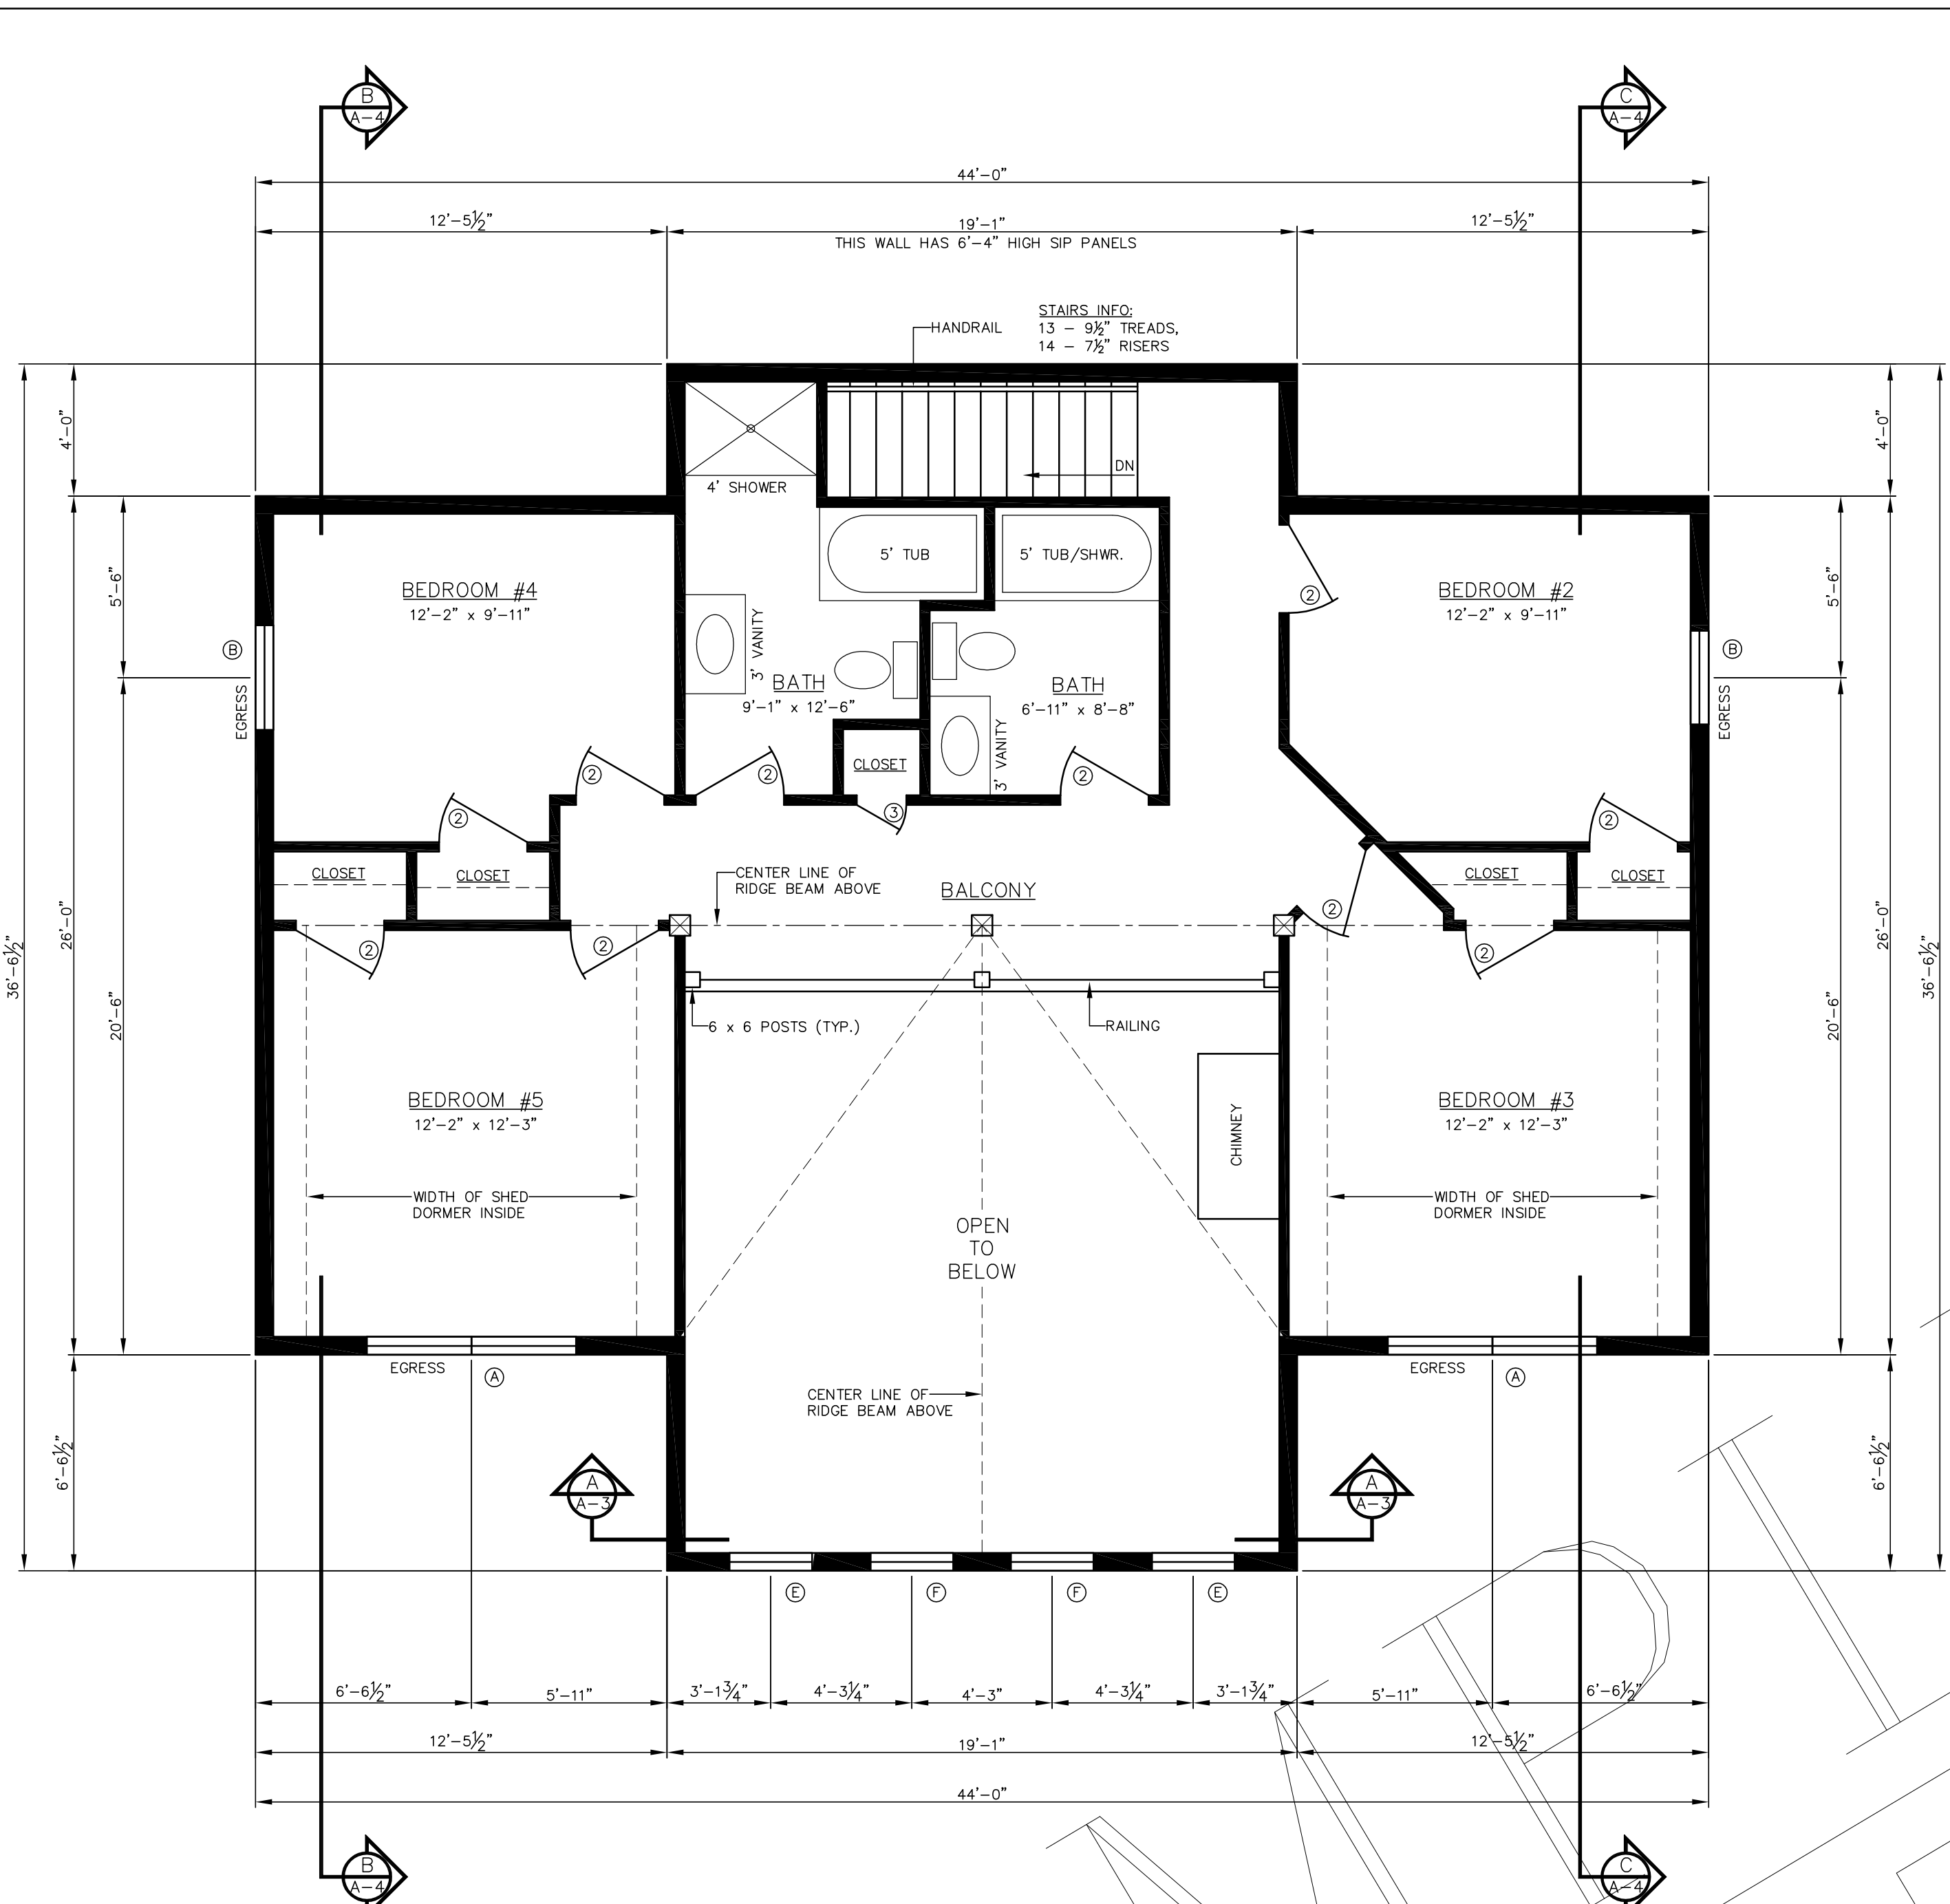 B
A-4
C
A-4
44'-0"
12'-5½"
19'-1"
12'-5½"
THIS WALL HAS 6'-4" HIGH SIP PANELS
HANDRAIL
STAIRS INFO:
13 - 9½" TREADS,
14 - 7½" RISERS
4'-0"
4'-0"
DN
4' SHOWER
5' TUB
5' TUB/SHWR.
5'-6"
5'-6"
BEDROOM #4
12'-2" x 9'-11"
BEDROOM #2
12'-2" x 9'-11"
2
3' VANITY
B
EGRESS
B
EGRESS
BATH
9'-1" x 12'-6"
BATH
6'-11" x 8'-8"
3' VANITY
CLOSET
2
2
2
2
3
2
CLOSET
CLOSET
CENTER LINE OF
RIDGE BEAM ABOVE
BALCONY
CLOSET
CLOSET
2
2
2
2
36'-6½"
26'-0"
20'-6"
20'-6"
26'-0"
36'-6½"
6 x 6 POSTS (TYP.)
RAILING
BEDROOM #5
12'-2" x 12'-3"
CHIMNEY
BEDROOM #3
12'-2" x 12'-3"
WIDTH OF SHED
DORMER INSIDE
OPEN
TO
BELOW
WIDTH OF SHED
DORMER INSIDE
EGRESS
A
EGRESS
A
CENTER LINE OF
RIDGE BEAM ABOVE
6'-6½"
6'-6½"
A
A-3
A
A-3
E
F
F
E
6'-6½"
5'-11"
3'-1¾"
4'-3¼"
4'-3"
4'-3¼"
3'-1¾"
5'-11"
6'-6½"
12'-5½"
19'-1"
12'-5½"
44'-0"
B
A-4
C
A-4